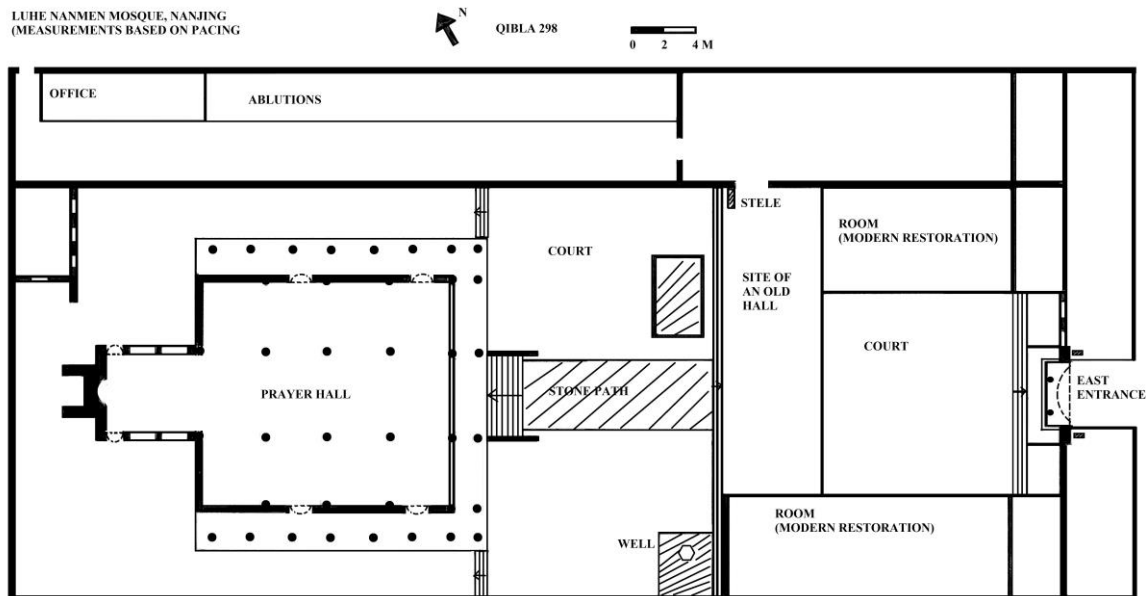 LUHE NANMEN MOSQUE, NANJING
(MEASUREMENTS BASED ON PACING
N
QIBLA 298
0 2 4 M
OFFICE
ABLUTIONS
STELE
COURT
ROOM
(MODERN RESTORATION)
SITE OF
AN OLD
HALL
COURT
PRAYER HALL
STONE PATH
EAST
ENTRANCE
ROOM
(MODERN RESTORATION)
WELL